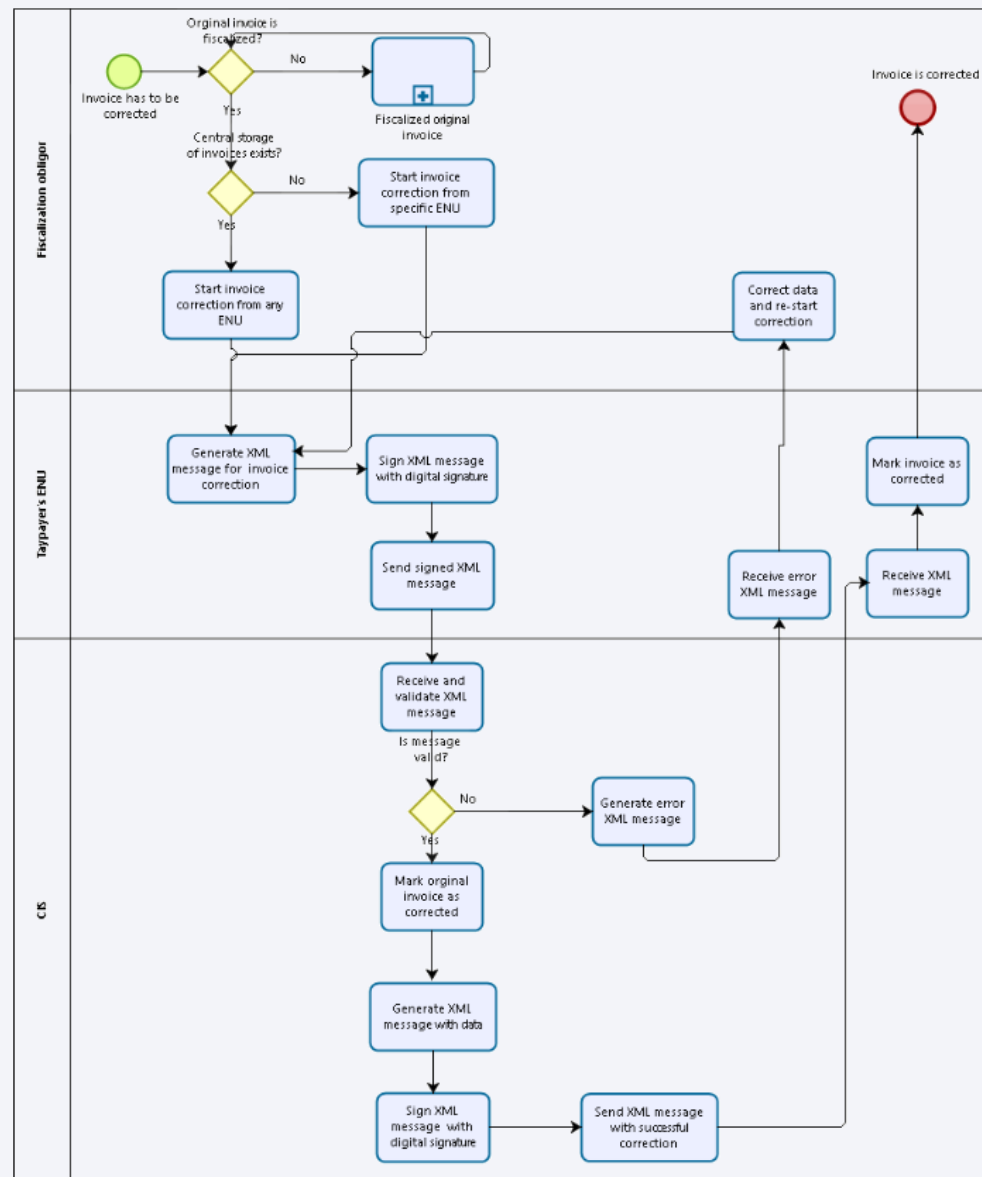 Orginal invoice is
fiscalized?
No
Invoice has to be
corrected
Yes
Fiscalized original
invoice
Invoice is corrected
Central storage
of invoices exists?
No
Start invoice
correction from
specific ENU
Yes
Start invoice
correction from any
ENU
Correct data
and re-start
correction
Fiscalization obligor
Generate XML
message for invoice
correction
Sign XML message
with digital signature
Mark invoice as
corrected
Send signed XML
message
Receive error
XML message
Receive XML
message
Taypayer's ENU
Receive and
validate XML
message
Is message
valid?
No
Generate error
XML message
Yes
Mark orginal
invoice as
corrected
Generate XML
message with data
Sign XML
message with
digital signature
Send XML message
with successful
correction
CIS